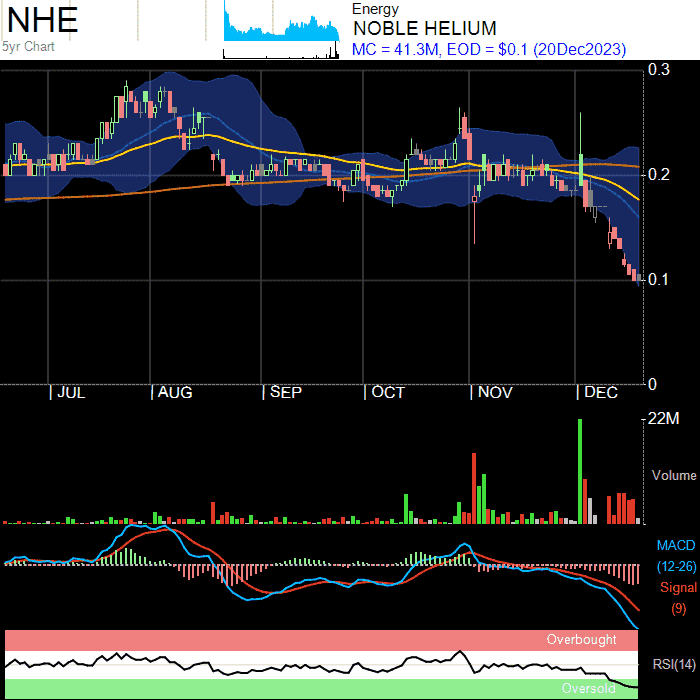 NHE
5yr Chart
Energy
NOBLE HELIUM
MC = 41.3M, EOD = $0.1 (20Dec2023)
0.3
0.2
0.1
0
JUL AUG SEP OCT NOV DEC
22M
Volume
MACD
(12-26)
Signal
(9)
Overbought
RSI(14)
Oversold